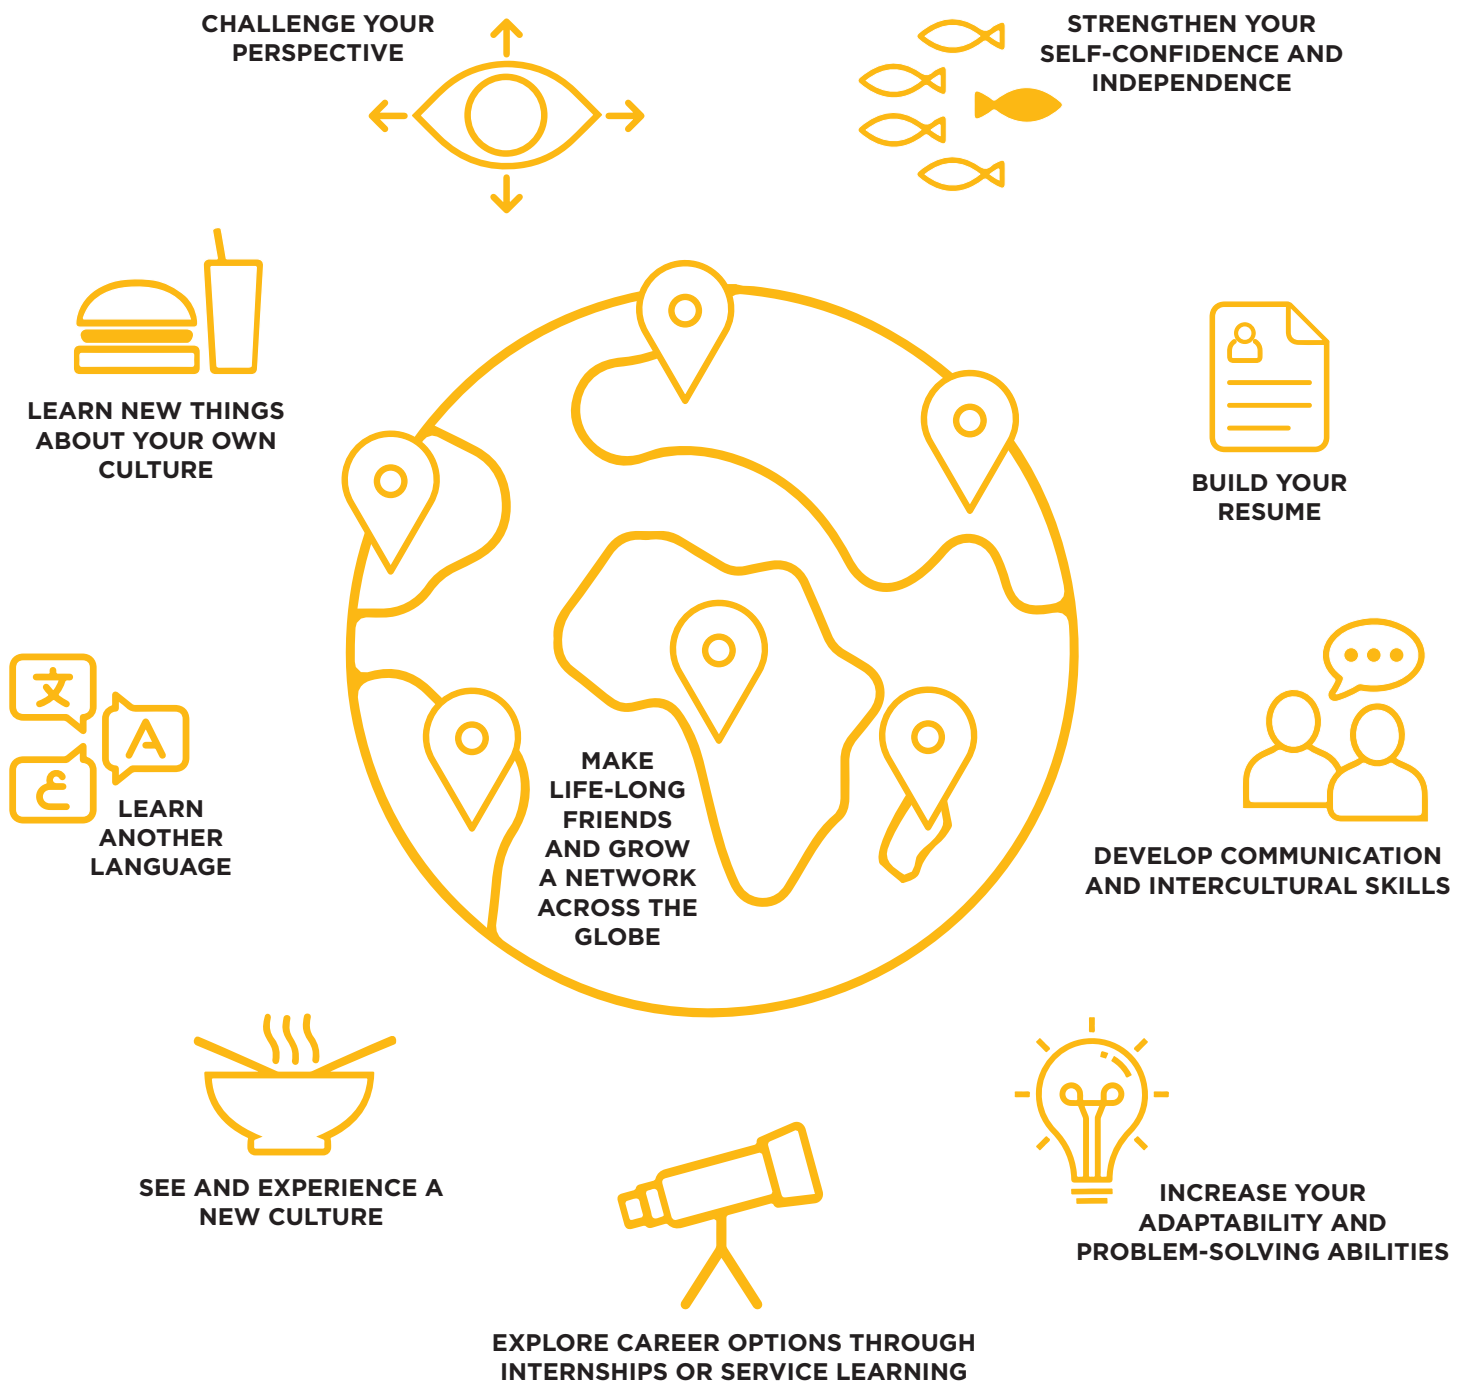 CHALLENGE YOUR
PERSPECTIVE
STRENGTHEN YOUR
SELF-CONFIDENCE AND
INDEPENDENCE
LEARN NEW THINGS
ABOUT YOUR OWN
CULTURE
BUILD YOUR
RESUME
文
A
ع
LEARN
ANOTHER
LANGUAGE
MAKE
LIFE-LONG
FRIENDS
AND GROW
A NETWORK
ACROSS THE
GLOBE
DEVELOP COMMUNICATION
AND INTERCULTURAL SKILLS
SEE AND EXPERIENCE A
NEW CULTURE
INCREASE YOUR
ADAPTABILITY AND
PROBLEM-SOLVING ABILITIES
EXPLORE CAREER OPTIONS THROUGH
INTERNSHIPS OR SERVICE LEARNING